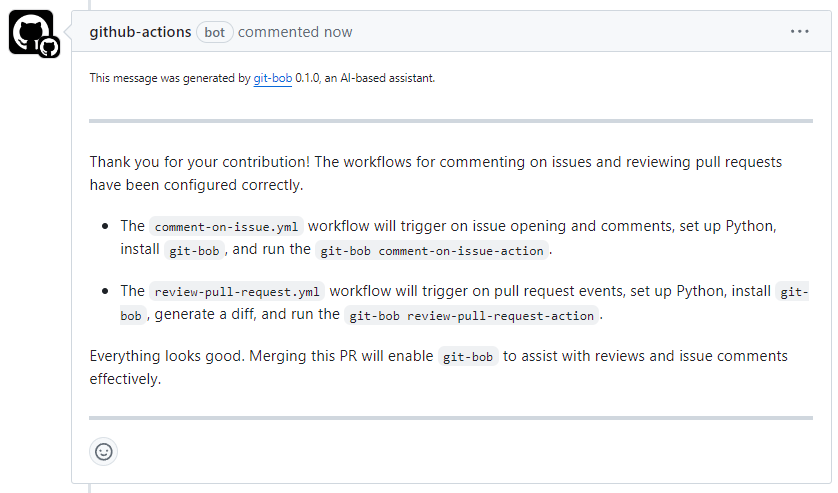 github-actions bot commented now
This message was generated by git-bob 0.1.0, an AI-based assistant.
Thank you for your contribution! The workflows for commenting on issues and reviewing pull requests
have been configured correctly.
The comment-on-issue.yml workflow will trigger on issue opening and comments, set up Python,
install git-bob , and run the git-bob comment-on-issue-action .
The review-pull-request.yml workflow will trigger on pull request events, set up Python, install git-
bob , generate a diff, and run the git-bob review-pull-request-action .
Everything looks good. Merging this PR will enable git-bob to assist with reviews and issue comments
effectively.